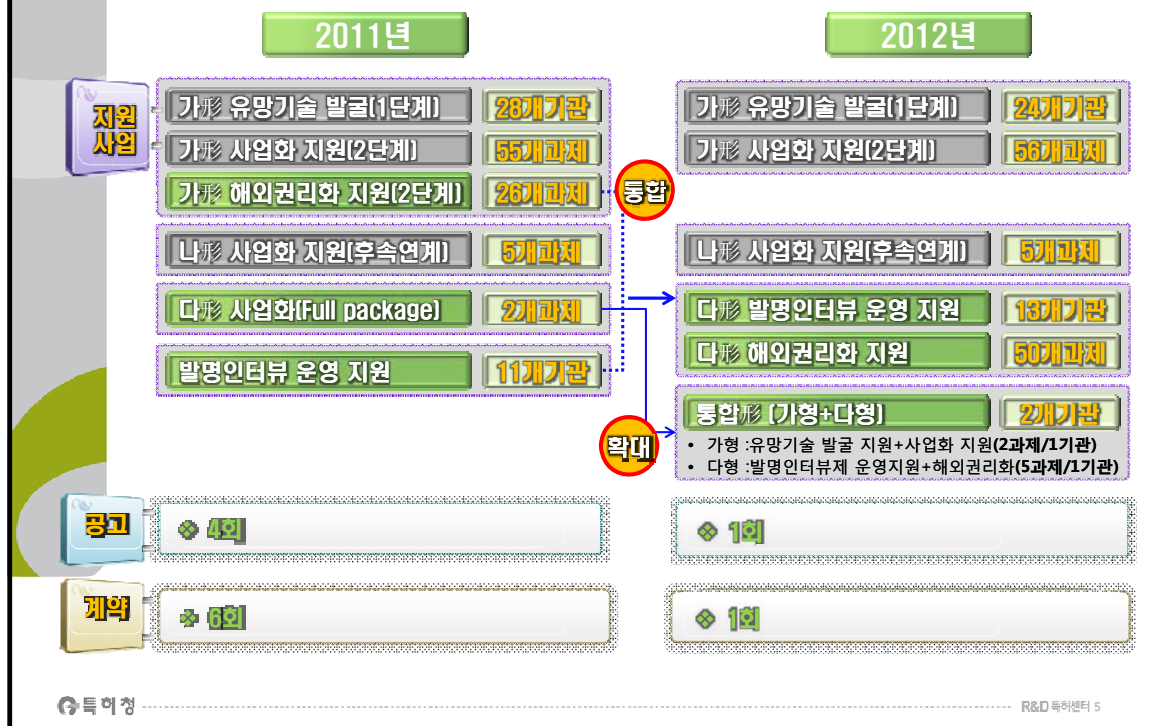 2011년
2012년
지원
사업
가形 유망기술 발굴(1단계) 28개기관
가形 사업화 지원(2단계) 55개과제
가形 해외권리화 지원(2단계) 26개과제
통합
나形 사업화 지원(후속연계) 5개과제
다形 사업화(Full package) 2개과제
발명인터뷰 운영 지원 11개기관
가形 유망기술 발굴(1단계) 24개기관
가形 사업화 지원(2단계) 56개과제
나形 사업화 지원(후속연계) 5개과제
다形 발명인터뷰 운영 지원 13개기관
다形 해외권리화 지원 50개과제
확대
통합形 (가형+다형) 2개기관
• 가형 :유망기술 발굴 지원+사업화 지원(2과제/1기관)
• 다형 :발명인터뷰제 운영지원+해외권리화(5과제/1기관)
공고
❖ 4회
❖ 1회
계약
❖ 6회
❖ 1회
특허청
R&D 특허센터 5